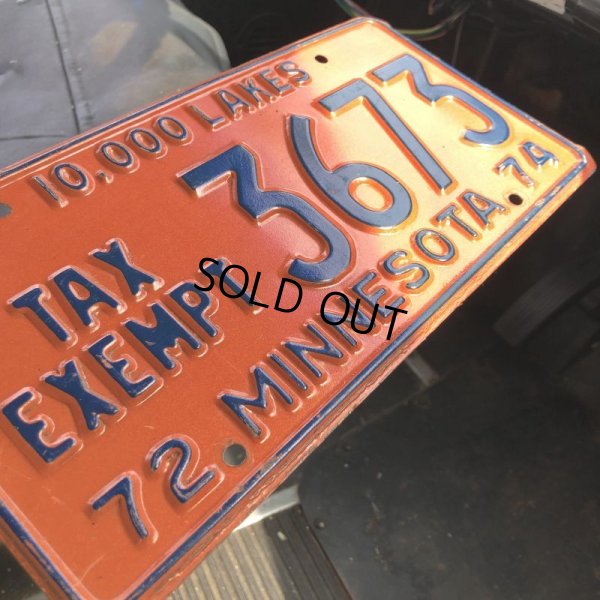 10,000 LAKES
TAX
EXEMPT
3673
72 MINNESOTA 74
SOLD OUT